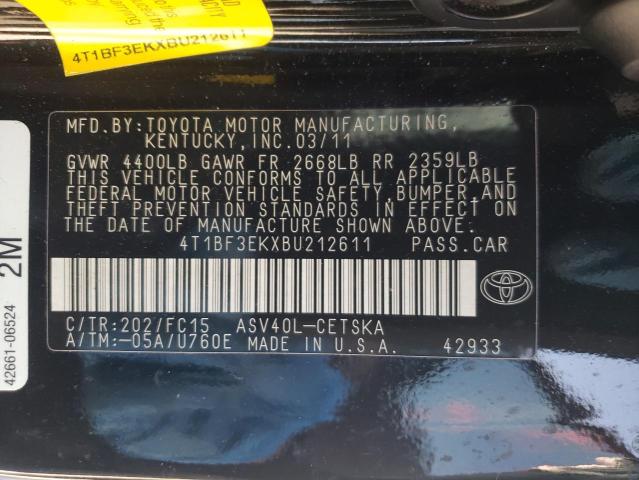 4T1BF3EKXBU212611
MFD.BY:TOYOTA MOTOR MANUFACTURING,
KENTUCKY,INC.03/11
GVWR 4400LB GAWR FR 2668LB RR 2359LB
THIS VEHICLE CONFORMS TO ALL APPLICABLE
FEDERAL MOTOR VEHICLE SAFETY,BUMPER,AND
THEFT PREVENTION STANDARDS IN EFFECT ON
THE DATE OF MANUFACTURE SHOWN ABOVE.
4T1BF3EKXBU212611 PASS.CAR
C/TR:202/FC15 ASV40L-CETSKA
A/TM:-05A/U760E MADE IN U.S.A. 42933
2M
42661-06524